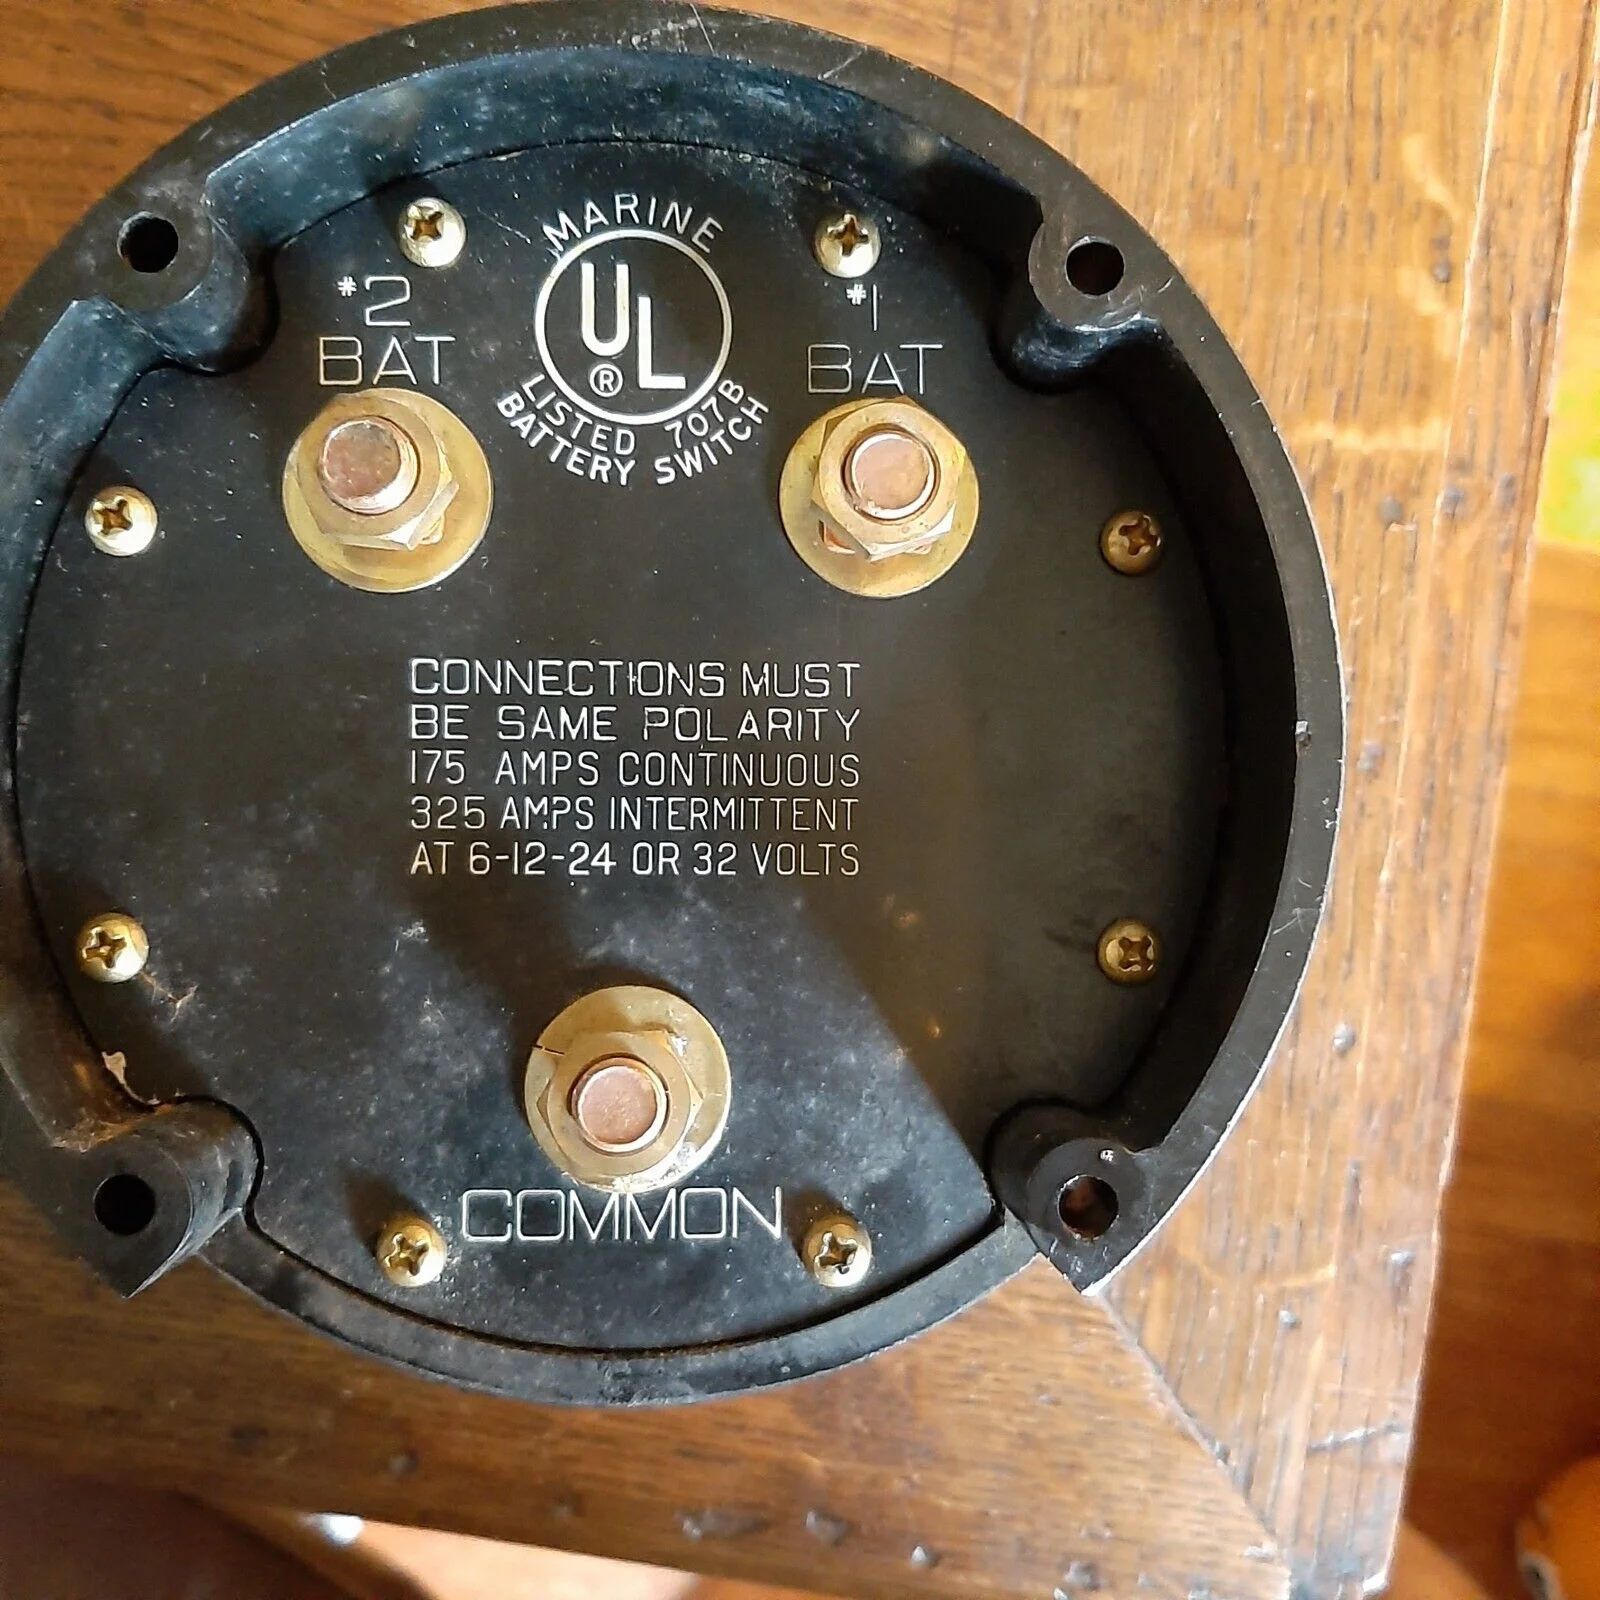 MARINE
UL
®
LISTED 707B
BATTERY SWITCH
#2
BAT
#1
BAT
CONNECTIONS MUST
BE SAME POLARITY
175 AMPS CONTINUOUS
325 AMPS INTERMITTENT
AT 6-12-24 OR 32 VOLTS
COMMON